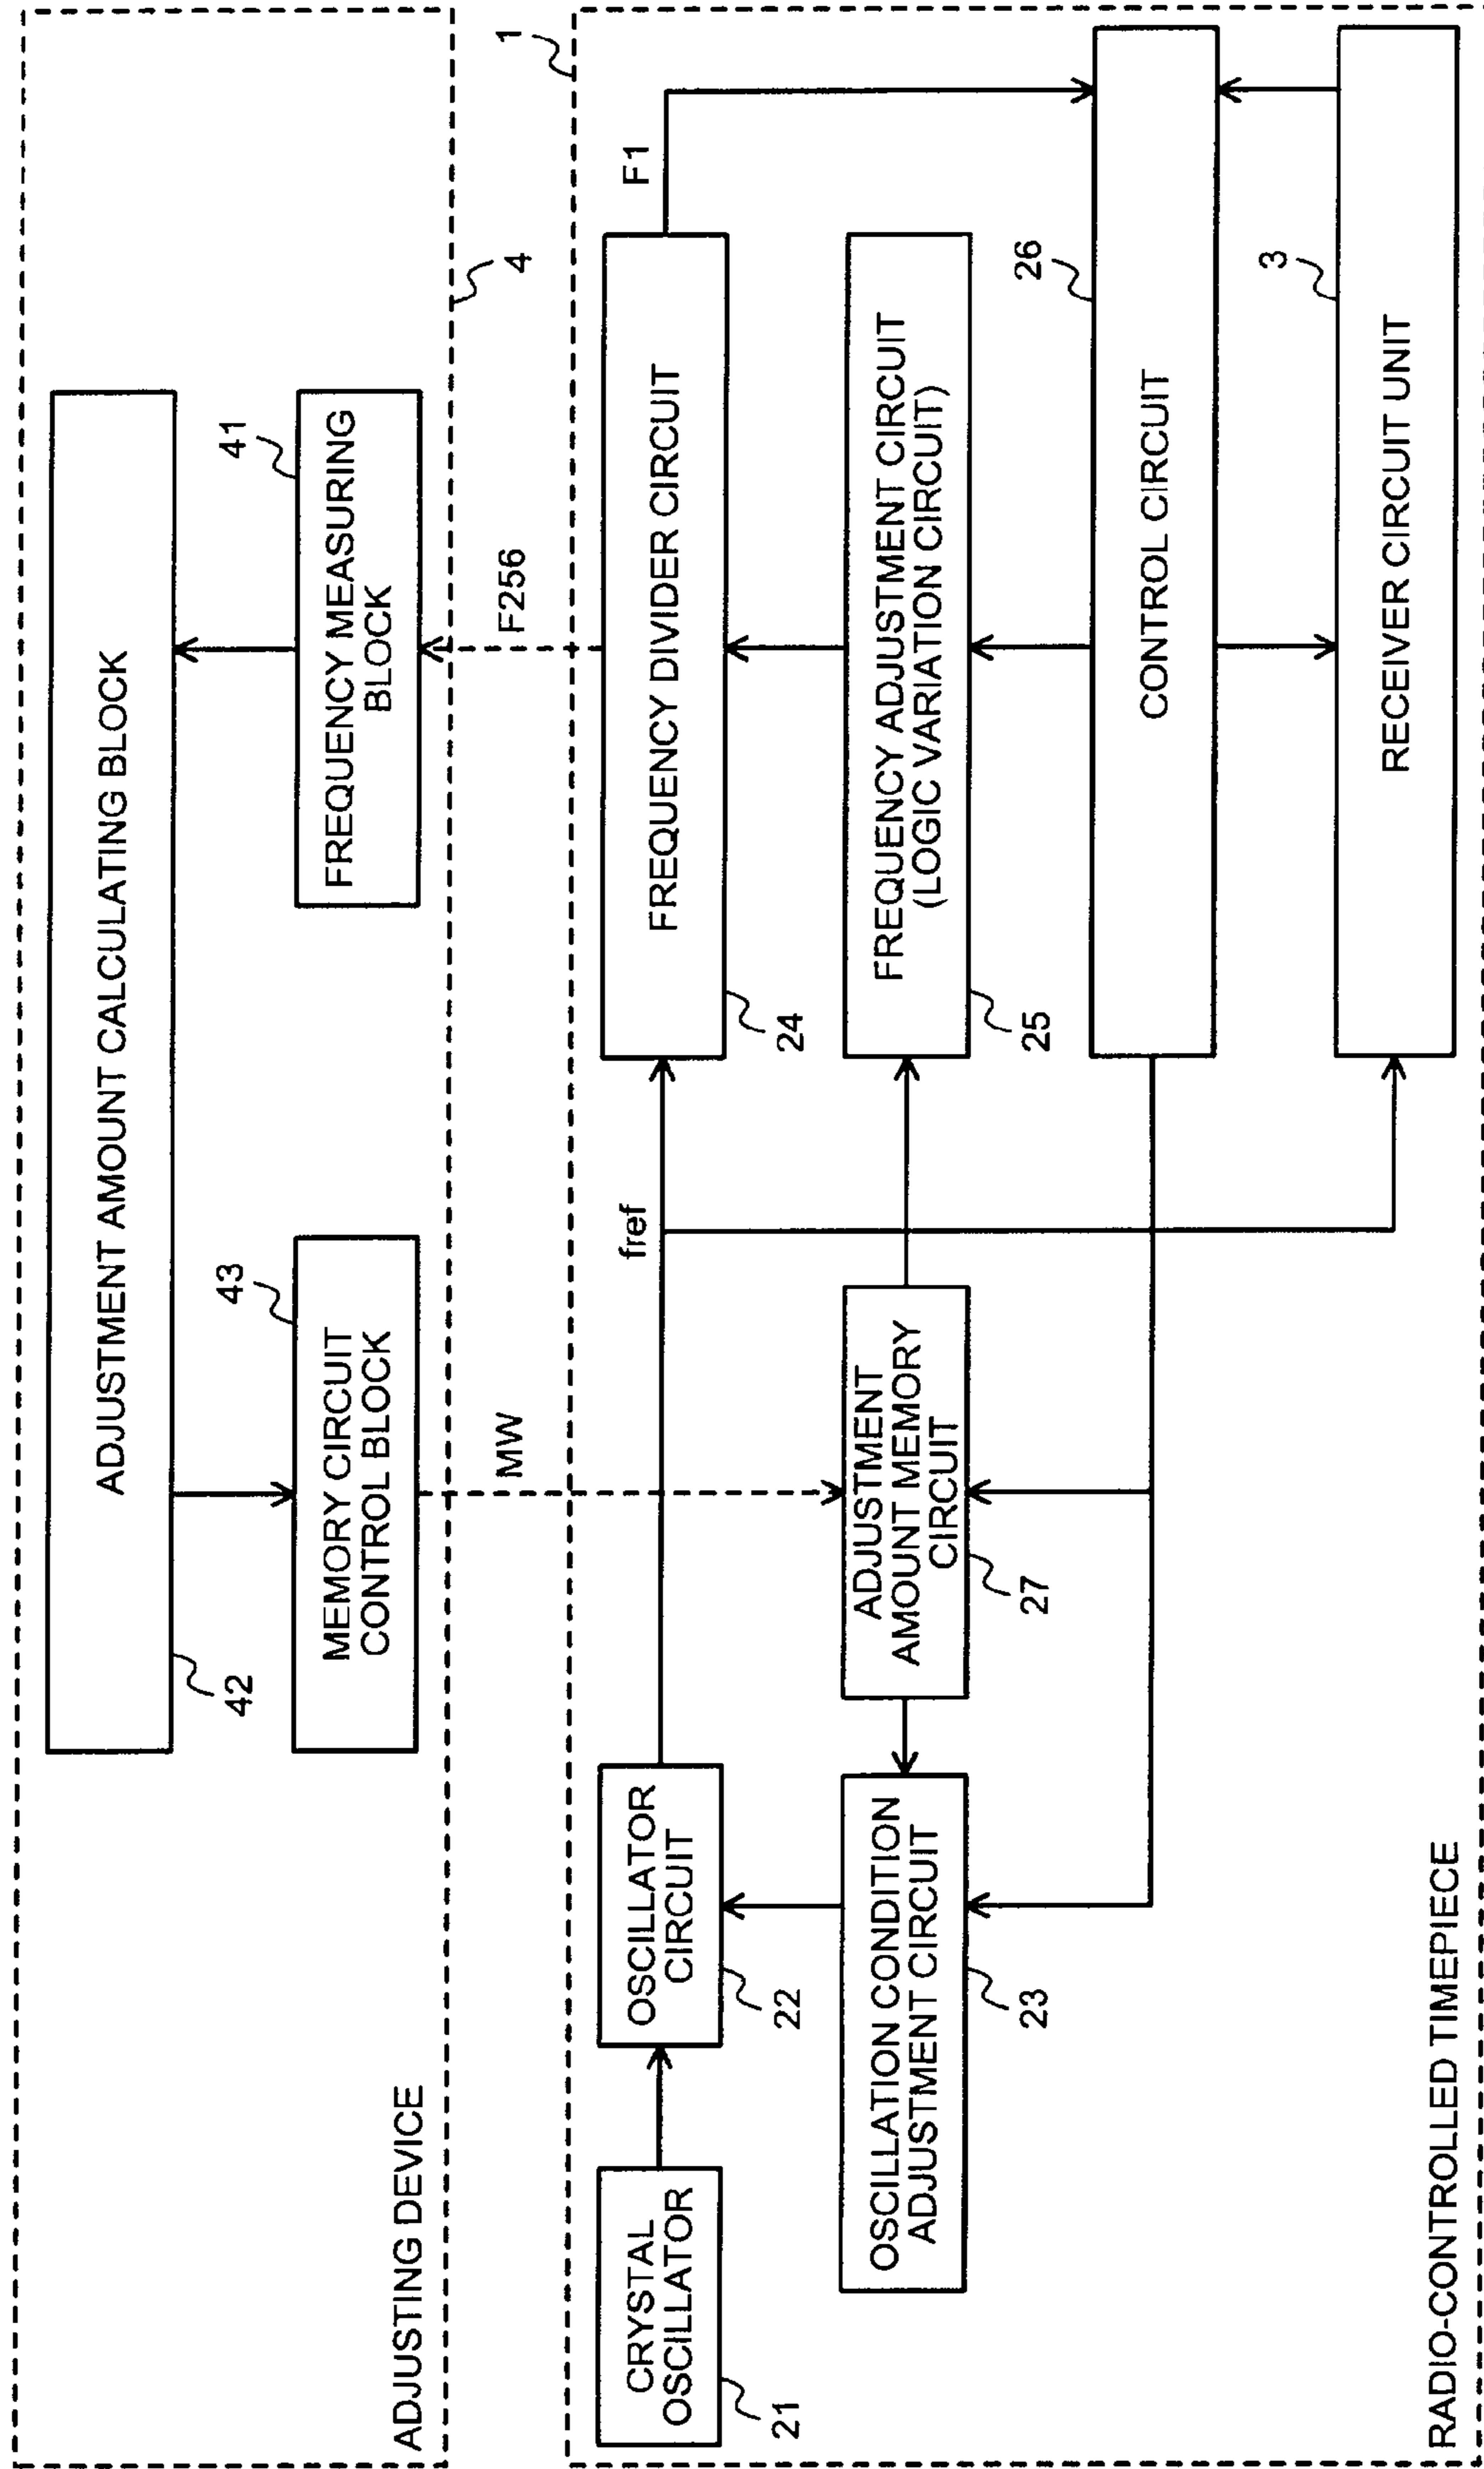 ADJUSTING DEVICE
ADJUSTMENT AMOUNT CALCULATING BLOCK
42
MEMORY CIRCUIT
CONTROL BLOCK
43
FREQUENCY MEASURING
BLOCK
41
4
MW
F256
1
CRYSTAL
OSCILLATOR
21
OSCILLATOR
CIRCUIT
22
fref
FREQUENCY DIVIDER CIRCUIT
24
F1
OSCILLATION CONDITION
ADJUSTMENT CIRCUIT
23
ADJUSTMENT
AMOUNT MEMORY
CIRCUIT
27
FREQUENCY ADJUSTMENT CIRCUIT
(LOGIC VARIATION CIRCUIT)
25
CONTROL CIRCUIT
26
RECEIVER CIRCUIT UNIT
3
RADIO-CONTROLLED TIMEPIECE